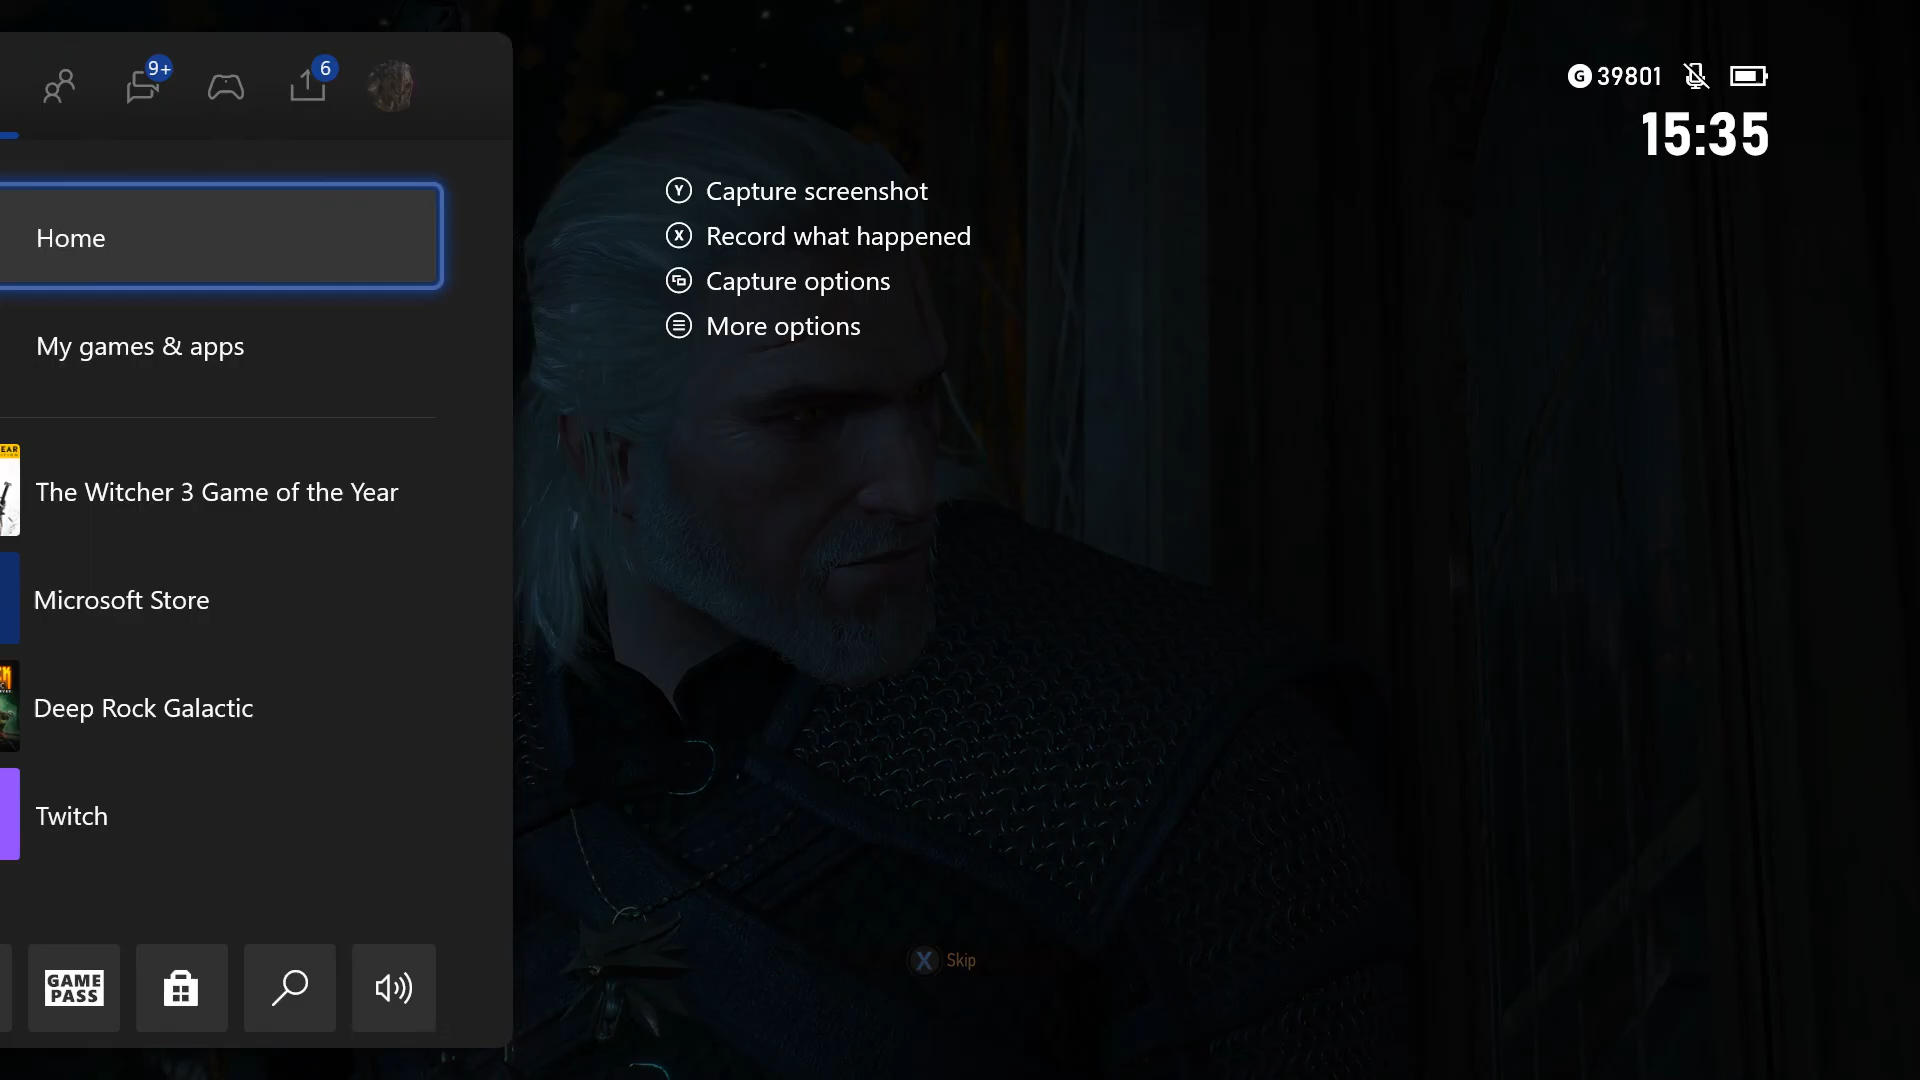 9+
6
G 39801
15:35
Y Capture screenshot
X Record what happened
Capture options
More options
Home
My games & apps
EAR
The Witcher 3 Game of the Year
Microsoft Store
Deep Rock Galactic
Twitch
X Skip
GAME
PASS